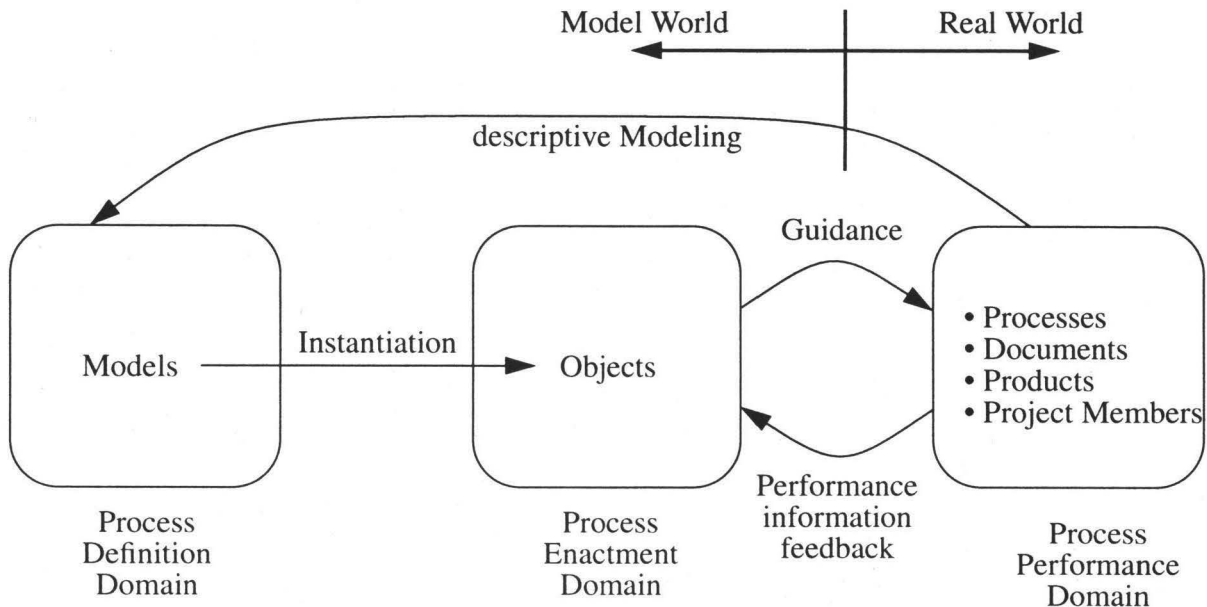 Model World
Real World
descriptive Modeling
Guidance
Models
Instantiation
Objects
• Processes
• Documents
• Products
• Project Members
Process
Definition
Domain
Process
Enactment
Domain
Performance
information
feedback
Process
Performance
Domain